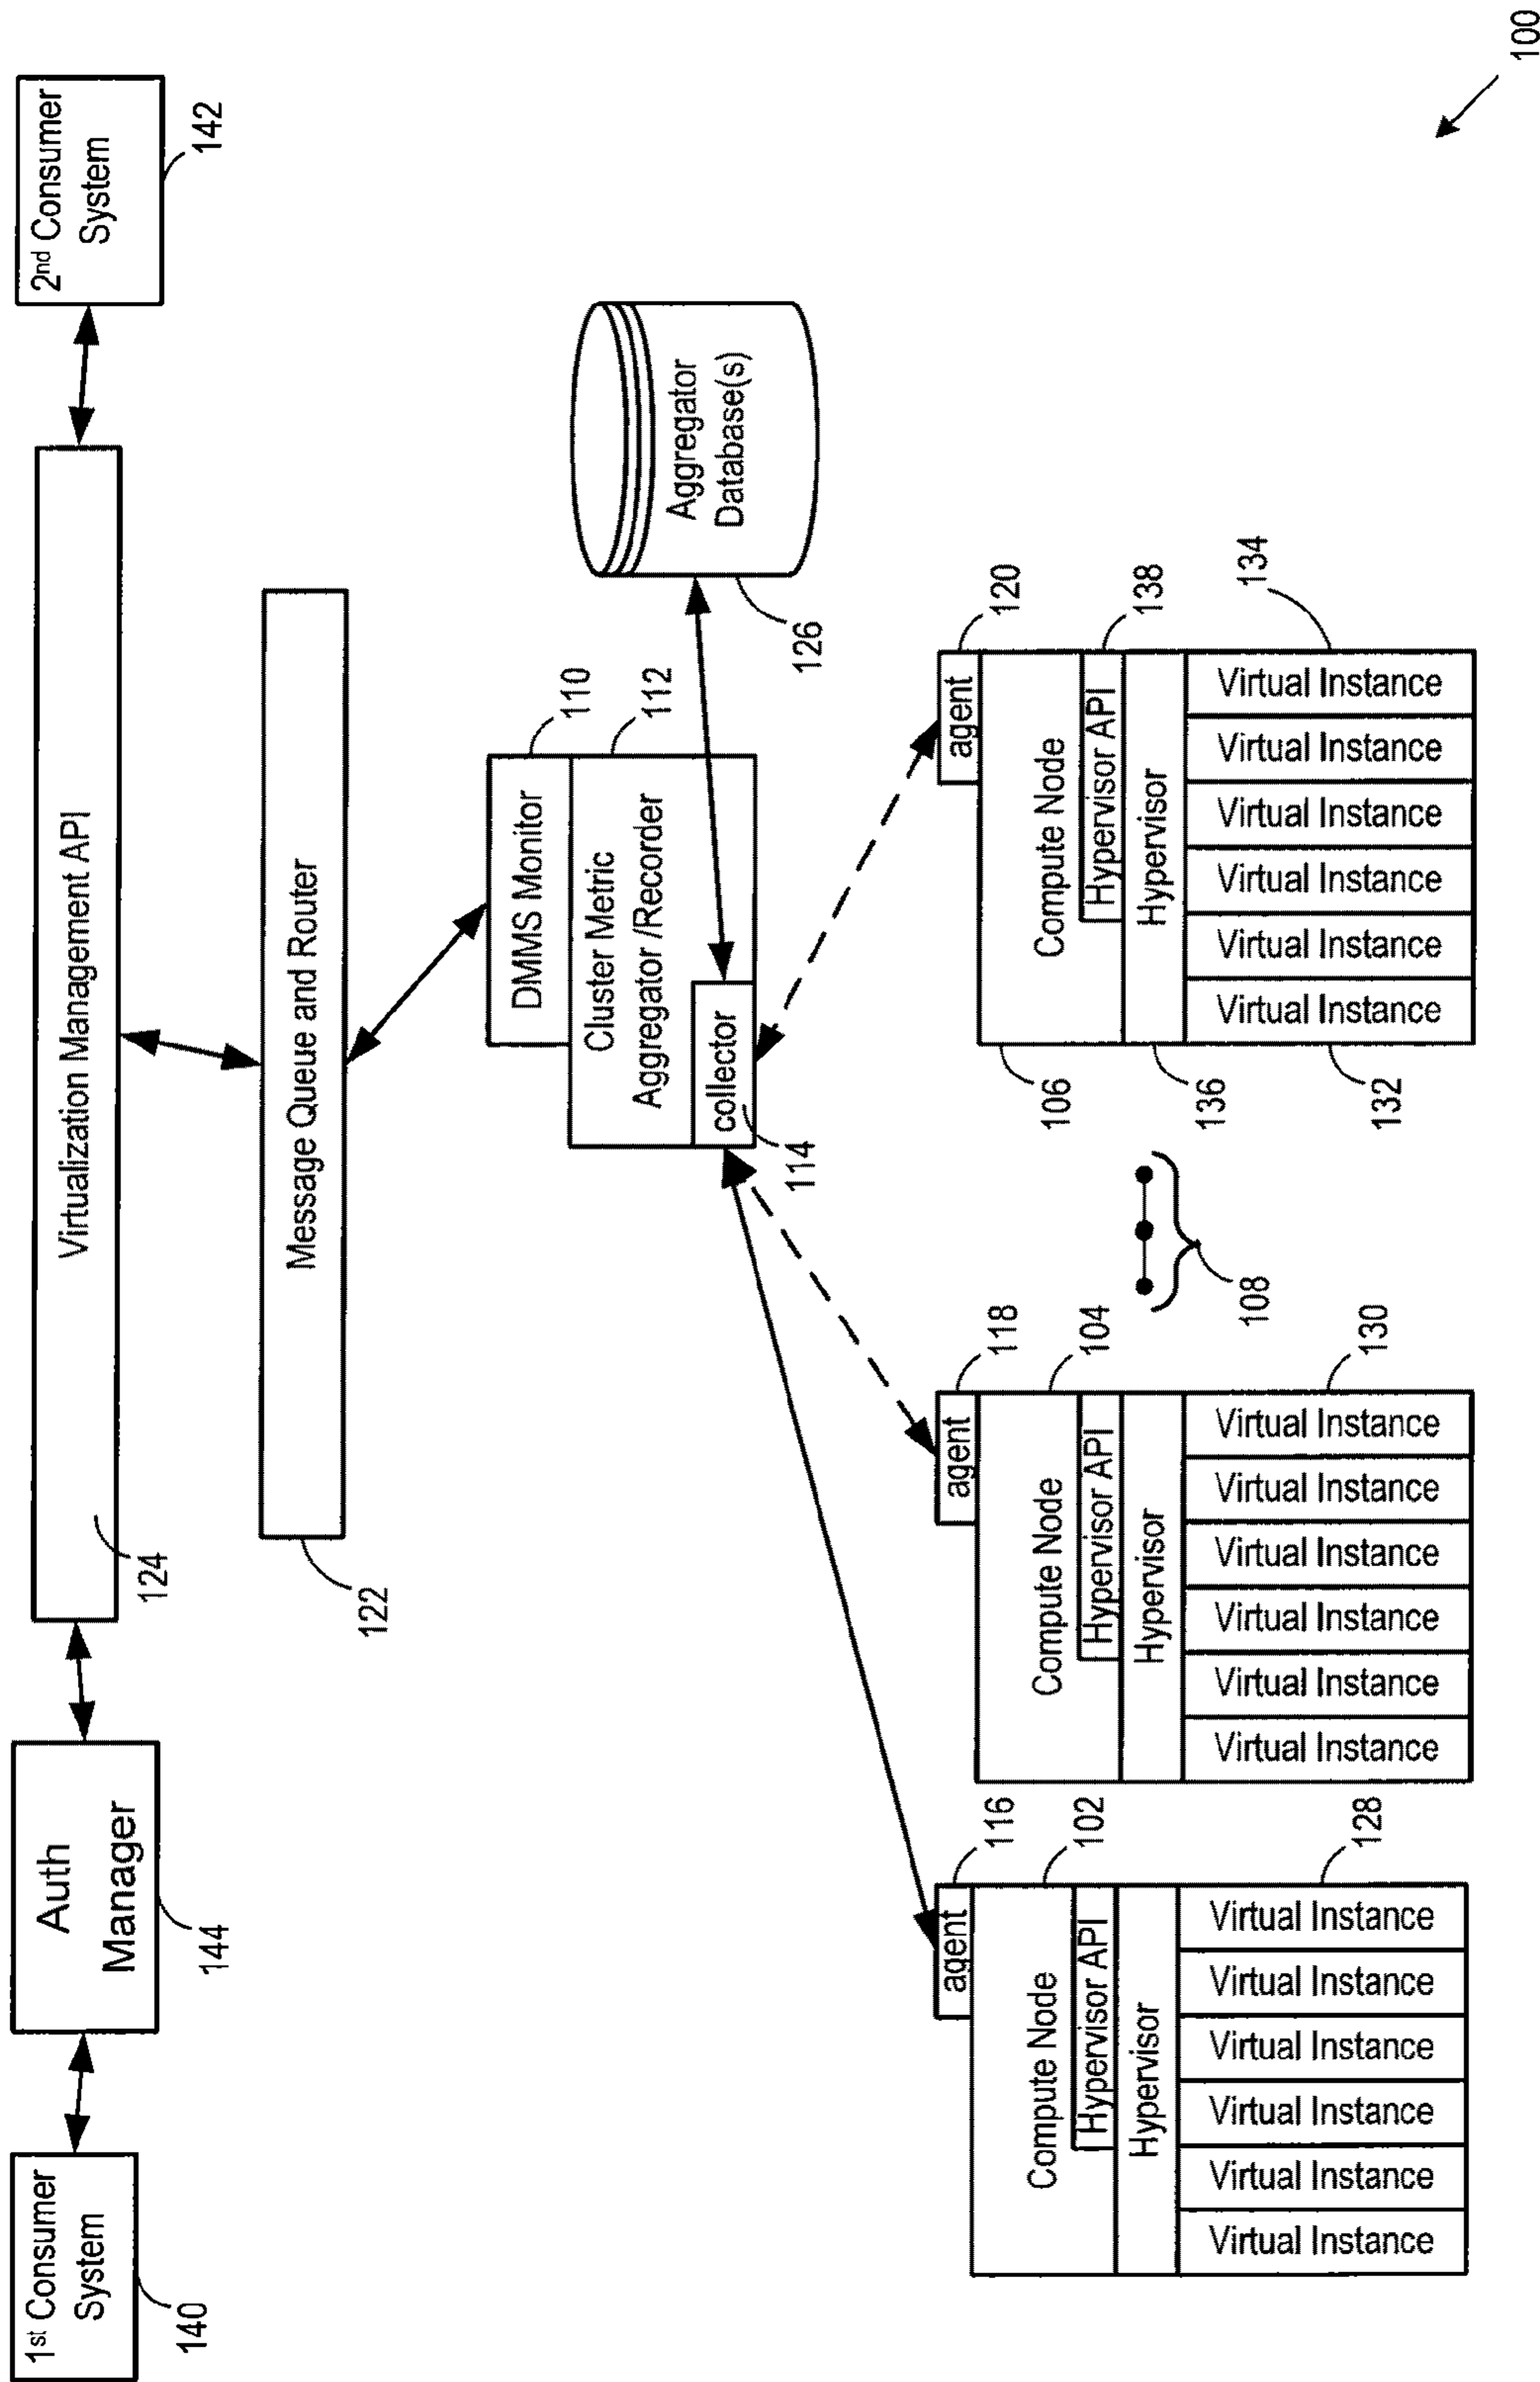 1st Consumer
System
140
Auth
Manager
144
Virtualization Management API
124
2nd Consumer
System
142
Message Queue and Router
122
DMMS Monitor
110
Cluster Metric
Aggregator /Recorder
112
collector
114
Aggregator
Database(s)
126
agent
116
Compute Node
102
Hypervisor API
Hypervisor
Virtual Instance
Virtual Instance
Virtual Instance
Virtual Instance
Virtual Instance
Virtual Instance
128
agent
118
Compute Node
104
Hypervisor API
Hypervisor
Virtual Instance
Virtual Instance
Virtual Instance
Virtual Instance
Virtual Instance
Virtual Instance
130
108
agent
120
Compute Node
106
Hypervisor API
138
Hypervisor
136
Virtual Instance
Virtual Instance
Virtual Instance
Virtual Instance
Virtual Instance
Virtual Instance
132
134
100